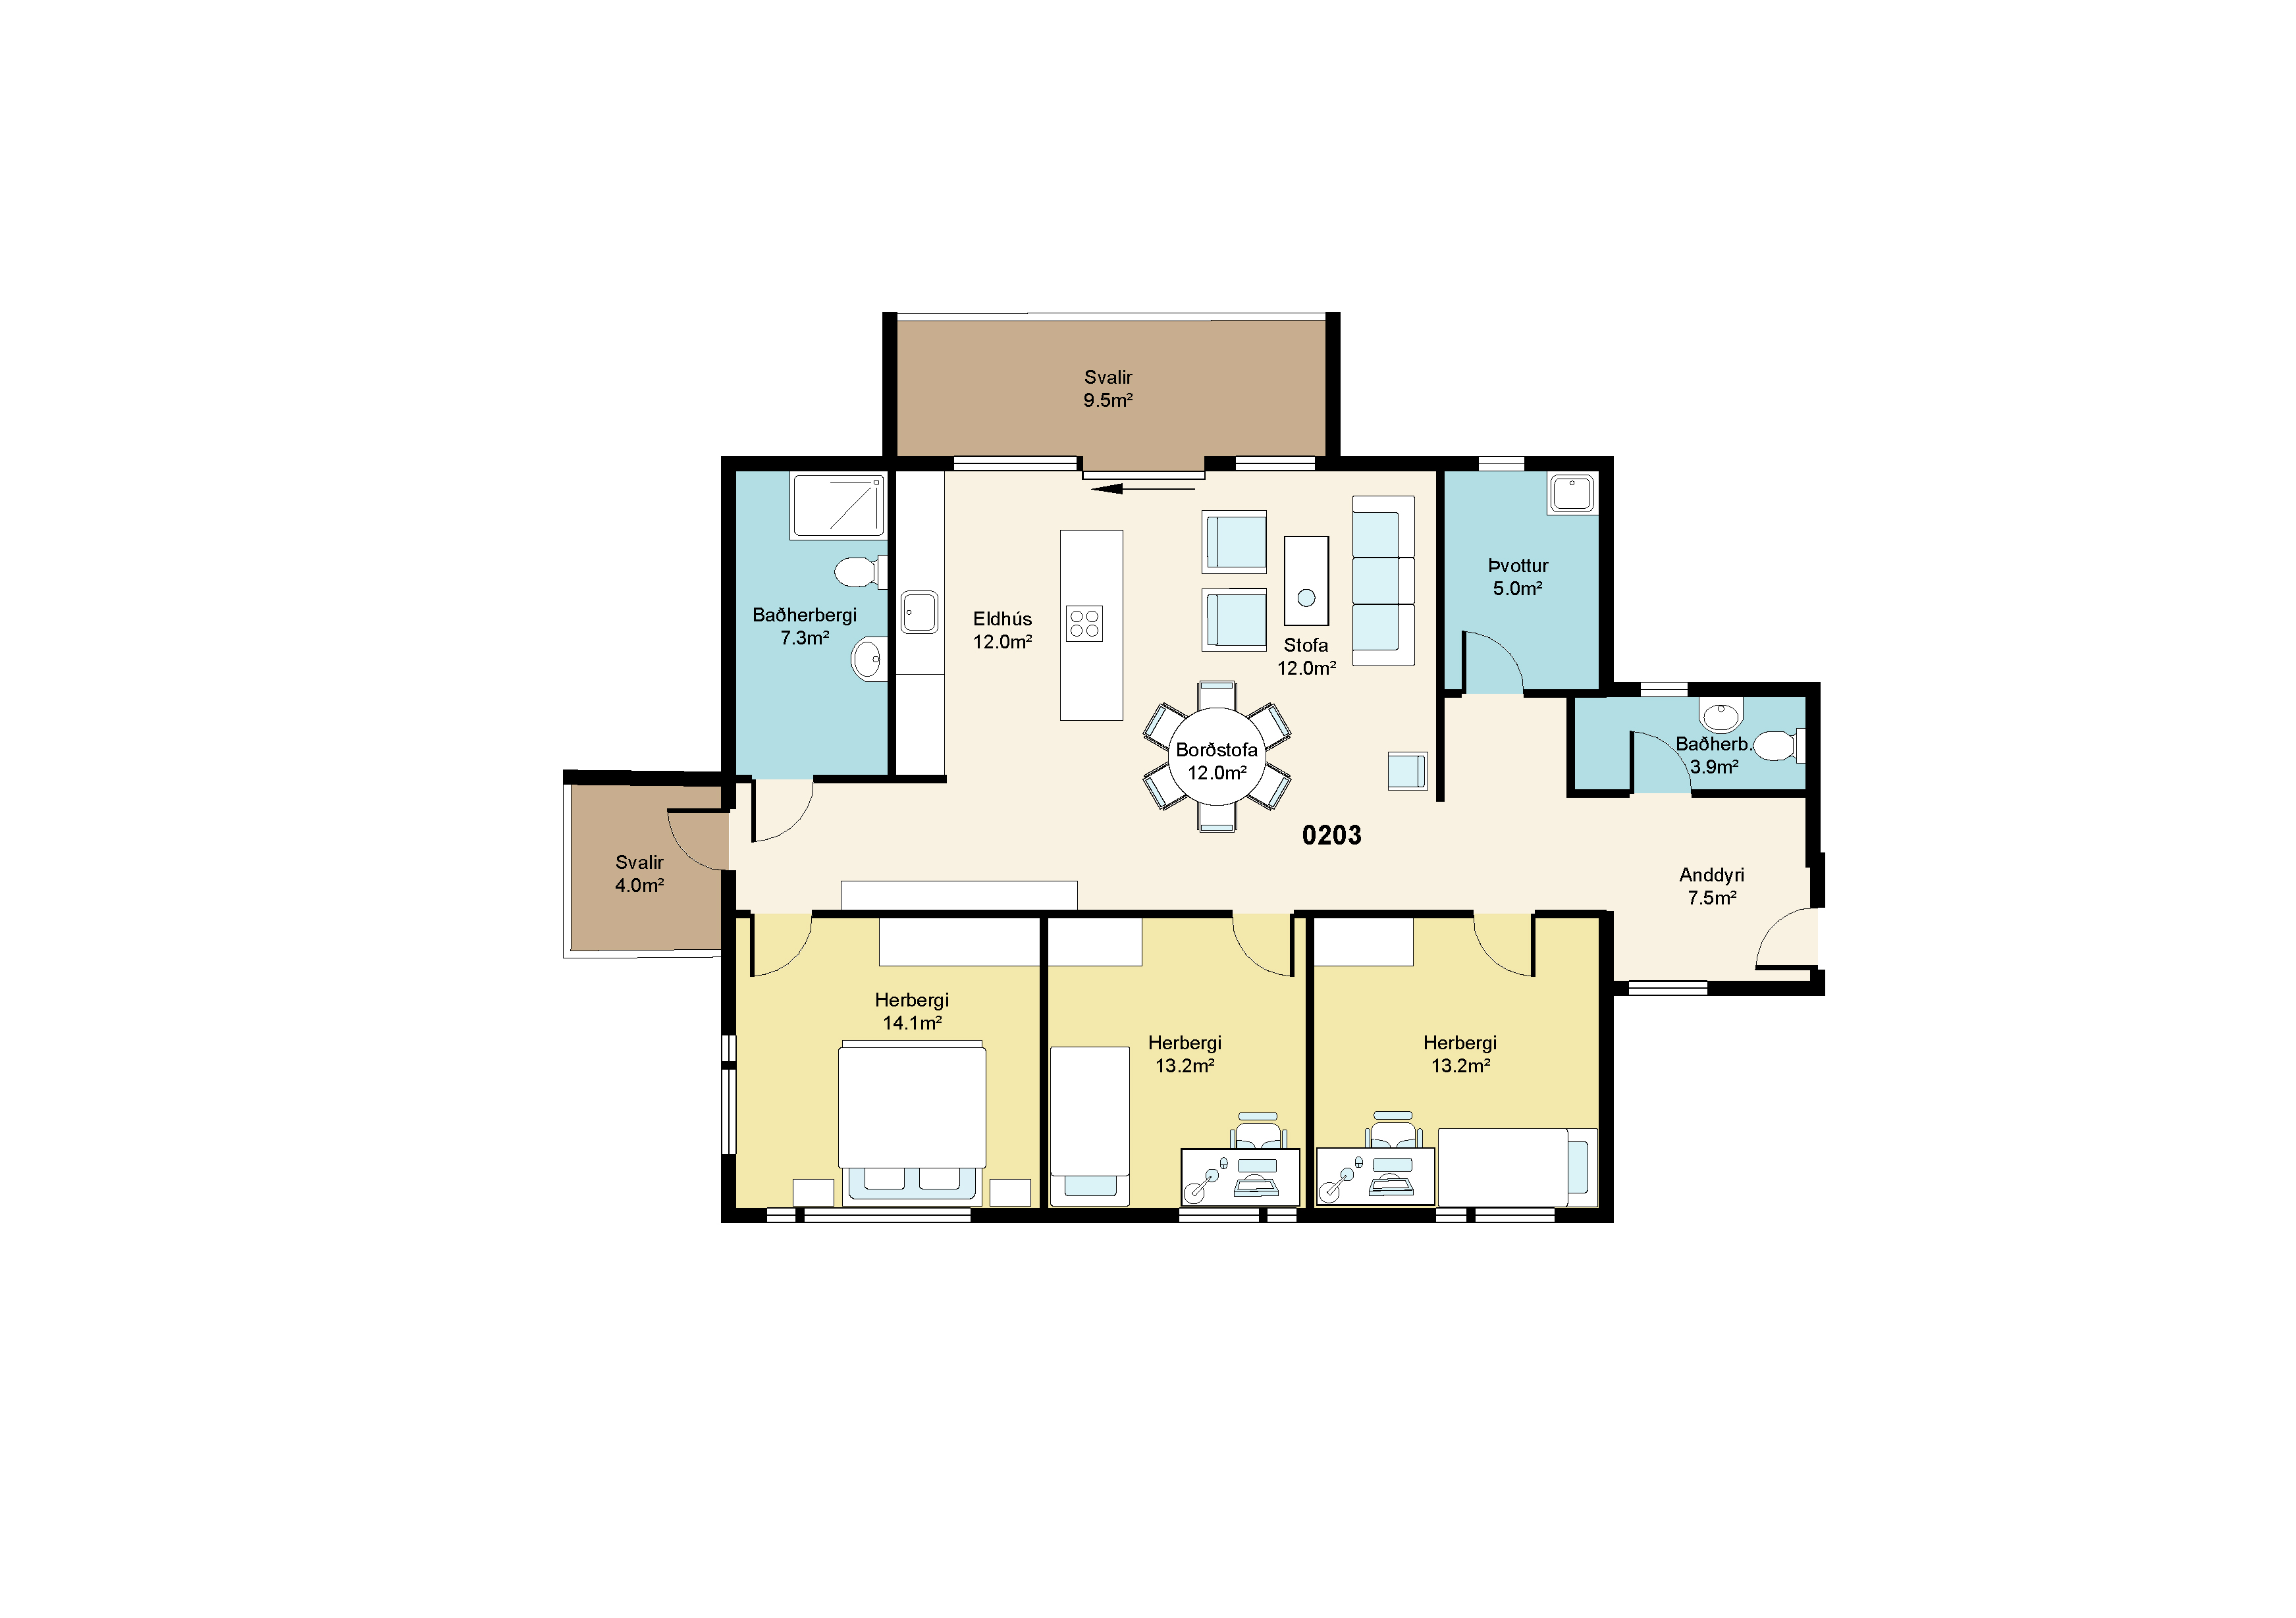 Svalir
9.5m²
Þvottur
5.0m²
Baðherbergi
7.3m²
Eldhús
12.0m²
Stofa
12.0m²
Borðstofa
12.0m²
Baðherb.
3.9m²
0203
Svalir
4.0m²
Anddyri
7.5m²
Herbergi
14.1m²
Herbergi
13.2m²
Herbergi
13.2m²